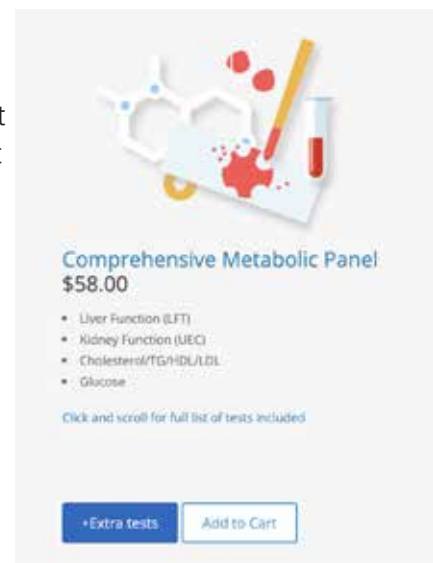 t
t
Comprehensive Metabolic Panel
$58.00
• Liver Function (LFT)
• Kidney Function (UEC)
• Cholesterol/TG/HDL/LDL
• Glucose
Click and scroll for full list of tests included
+Extra tests
Add to Cart